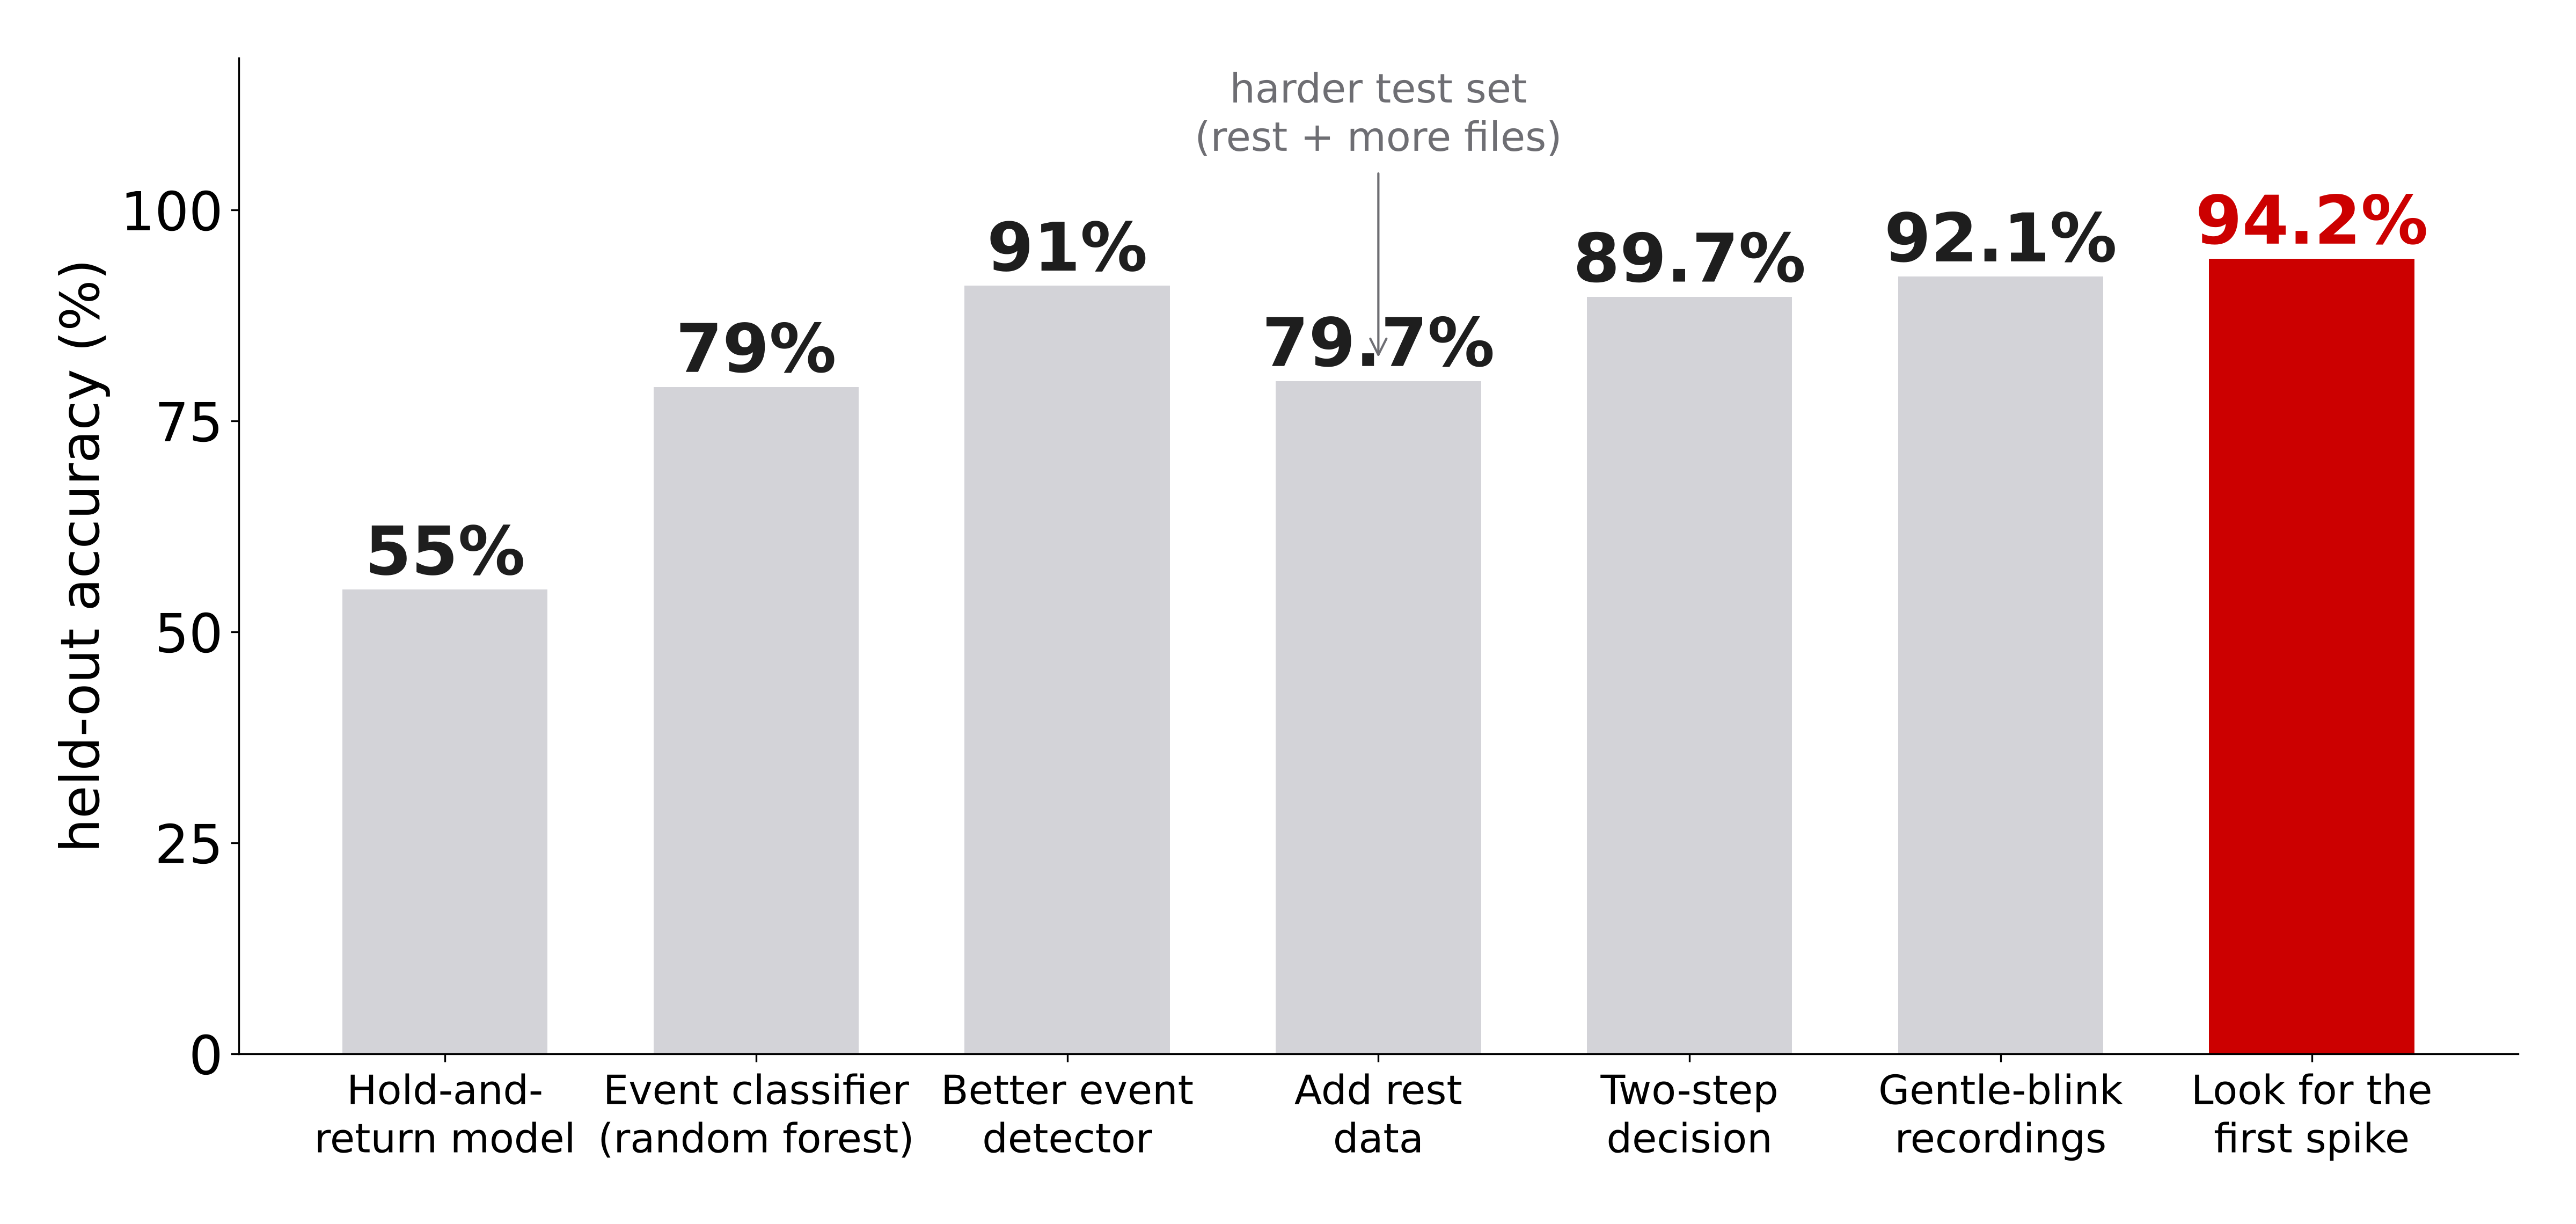 harder test set
(rest + more files)
100
75
50
25
0
held-out accuracy (%)
55%
79%
91%
79.7%
89.7%
92.1%
94.2%
Hold-and-
return model
Event classifier
(random forest)
Better event
detector
Add rest
data
Two-step
decision
Gentle-blink
recordings
Look for the
first spike